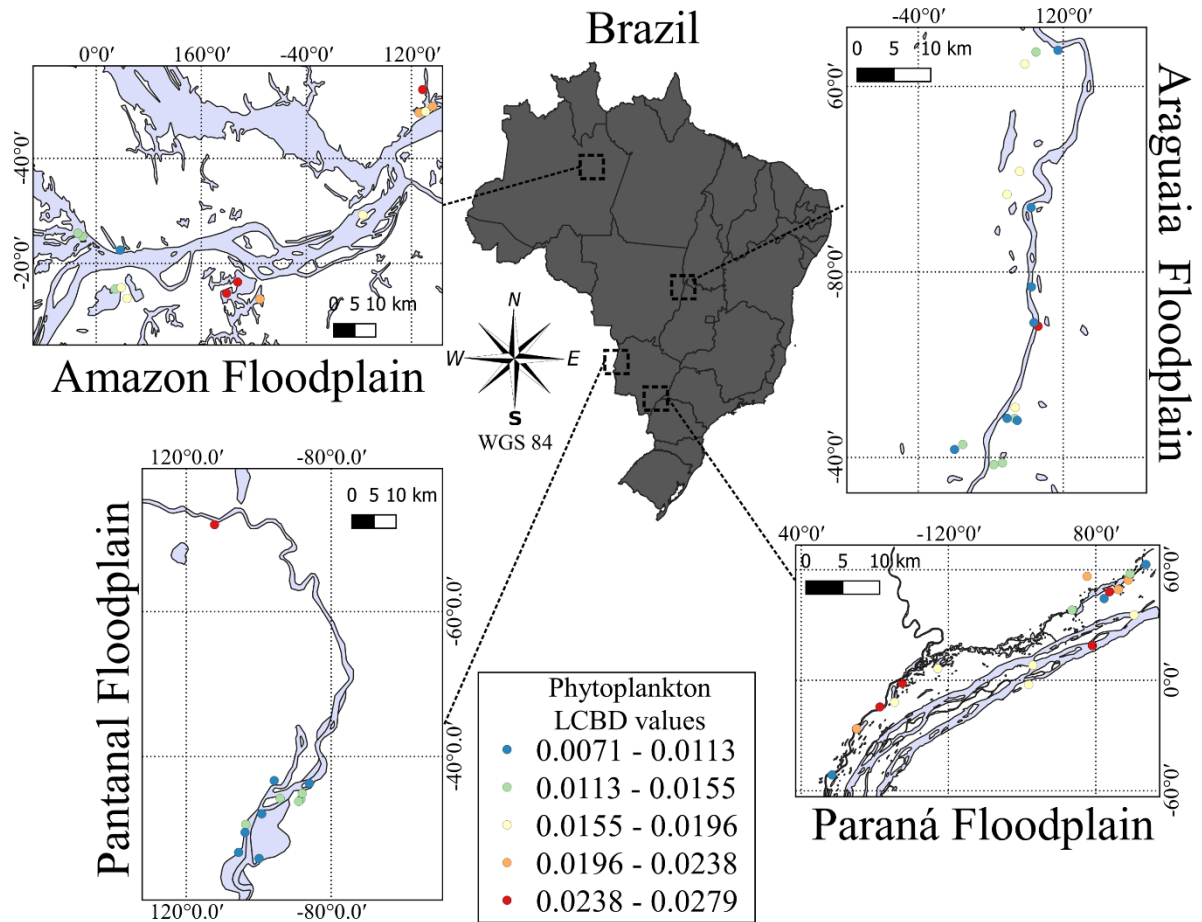 Brazil
0°0′ 160°0′ -40°0′ 120°0′
-40°0′
-20°0′
0 5 10 km
Amazon Floodplain
-40°0′ 120°0′
0 5 10 km
60°0′
-80°0′
-40°0′
Araguaia Floodplain
N
W E
S
WGS 84
120°0.0′ -80°0.0′
0 5 10 km
-60°0.0′
-40°0.0′
120°0.0′ -80°0.0′
Pantanal Floodplain
40°0′ -120°0′ 80°0′
0 5 10 km
60°0′
0°0′
-60°0′
Paraná Floodplain
Phytoplankton
LCBD values
0.0071 - 0.0113
0.0113 - 0.0155
0.0155 - 0.0196
0.0196 - 0.0238
0.0238 - 0.0279